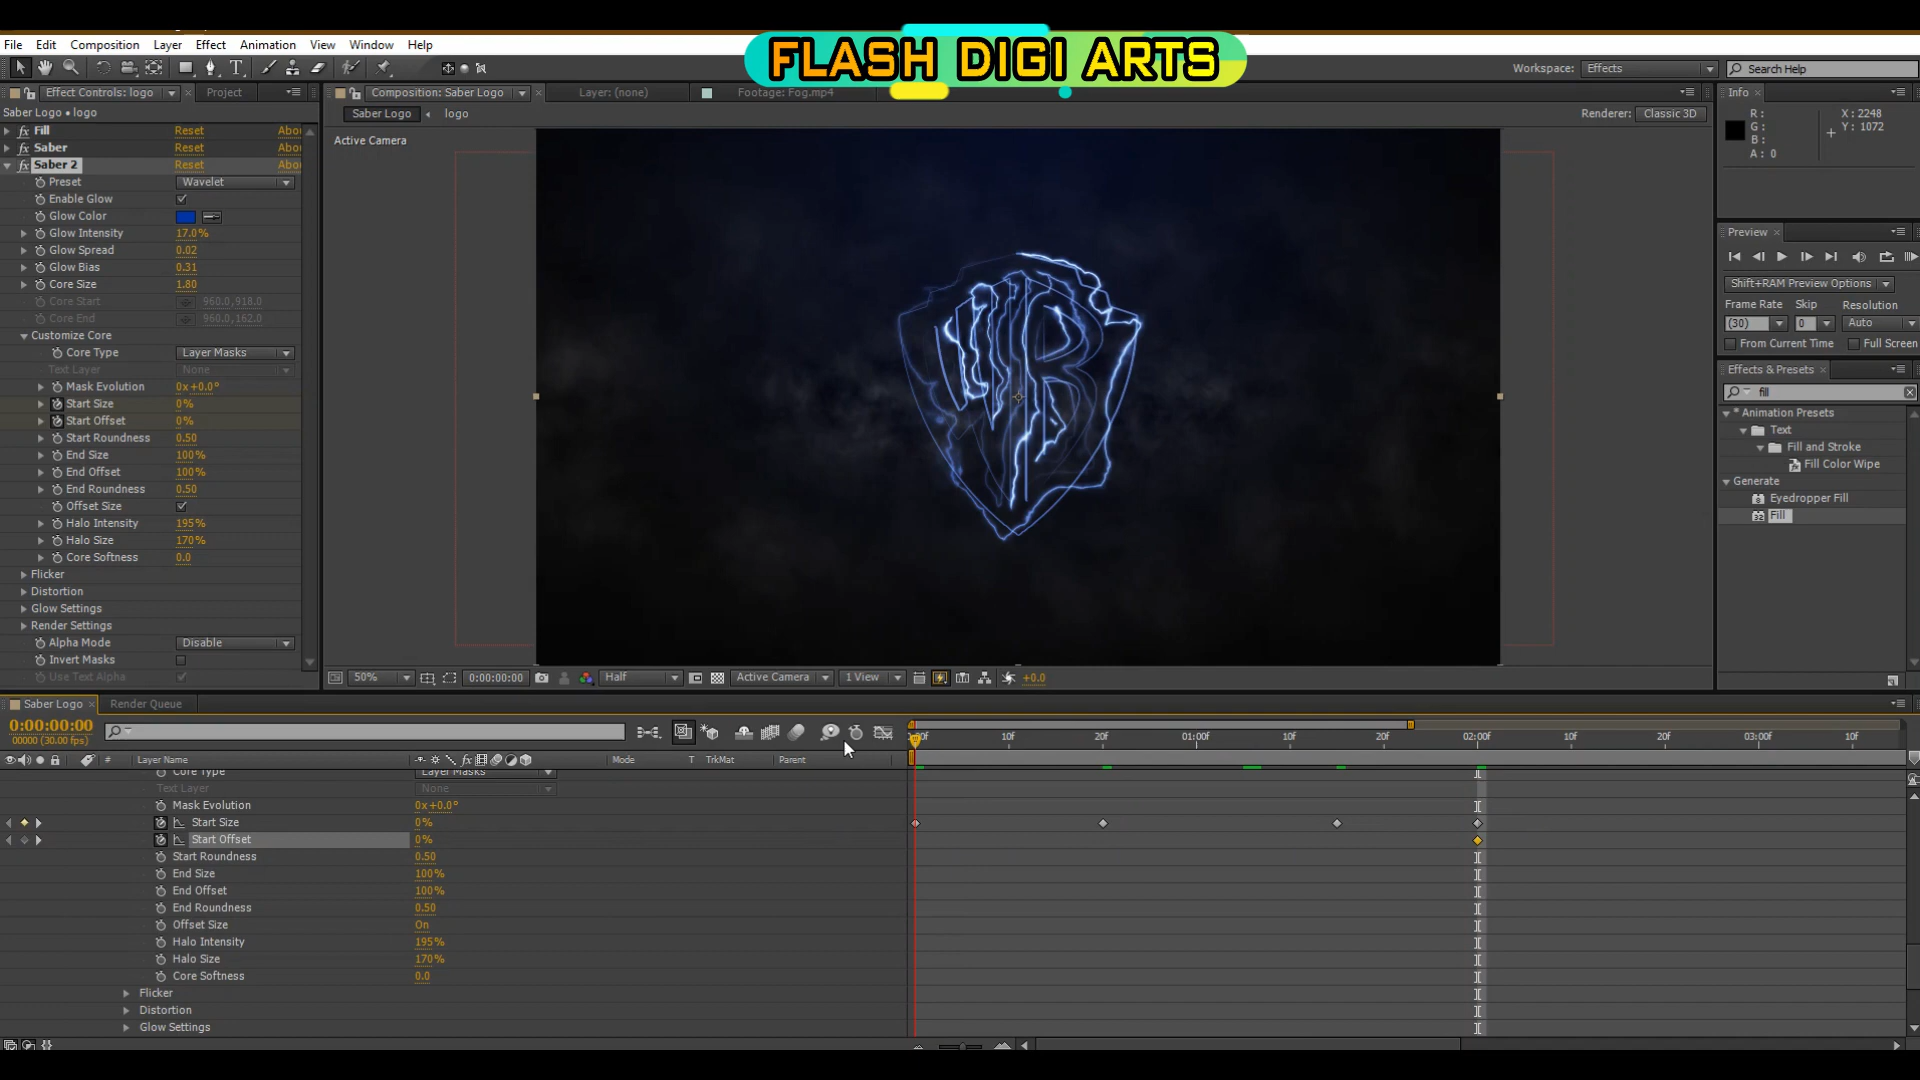 FLASH DIGI ARTS
File Edit Composition Layer Effect Animation View Window Help
Workspace: Effects Search Help
Effect Controls: logo Project
Saber Logo • logo
fx Fill Reset Abou
fx Saber Reset Abou
fx Saber 2 Reset Abou
Preset Wavelet
Enable Glow
Glow Color
Glow Intensity 17.0%
Glow Spread 0.02
Glow Bias 0.31
Core Size 1.80
Core Start 960.0,918.0
Core End 960.0,162.0
Customize Core
Core Type Layer Masks
Text Layer None
Mask Evolution 0x+0.0°
Start Size 0%
Start Offset 0%
Start Roundness 0.50
End Size 100%
End Offset 100%
End Roundness 0.50
Offset Size
Halo Intensity 195%
Halo Size 170%
Core Softness 0.0
Flicker
Distortion
Glow Settings
Render Settings
Alpha Mode Disable
Invert Masks
Use Text Alpha
Composition: Saber Logo Layer: (none) Footage: Fog.mp4
Saber Logo logo Renderer: Classic 3D
Active Camera
WB
50% 0:00:00:00 Half Active Camera 1 View +0.0
Info
R: X: 2248
G: Y: 1072
B:
A: 0
Preview
Shift+RAM Preview Options
Frame Rate Skip Resolution
(30) 0 Auto
From Current Time Full Screen
Effects & Presets
fill
* Animation Presets
Text
Fill and Stroke
Fill Color Wipe
Generate
Eyedropper Fill
Fill
Saber Logo Render Queue
0:00:00:00
00000 (30.00 fps)
10f 20f 01:00f 10f 20f 02:00f 10f 20f 03:00f 10f
# Layer Name fx Mode T TrkMat Parent
Core Type Layer Masks
Text Layer None
Mask Evolution 0x+0.0°
Start Size 0%
Start Offset 0%
Start Roundness 0.50
End Size 100%
End Offset 100%
End Roundness 0.50
Offset Size On
Halo Intensity 195%
Halo Size 170%
Core Softness 0.0
Flicker
Distortion
Glow Settings